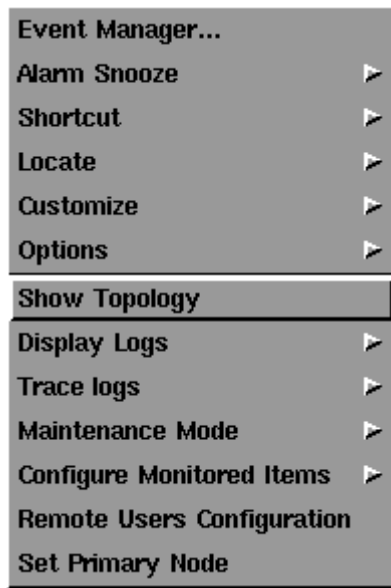 Event Manager...
Alarm Snooze
Shortcut
Locate
Customize
Options
Show Topology
Display Logs
Trace logs
Maintenance Mode
Configure Monitored Items
Remote Users Configuration
Set Primary Node